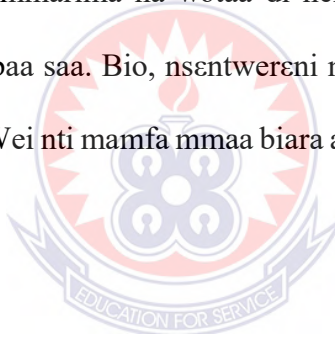 mmarima na wɔtaa di
paa saa. Bio, nsɛntwerɛni
Wei nti mamfa mmaa biara
EDUCATION FOR SERVICE